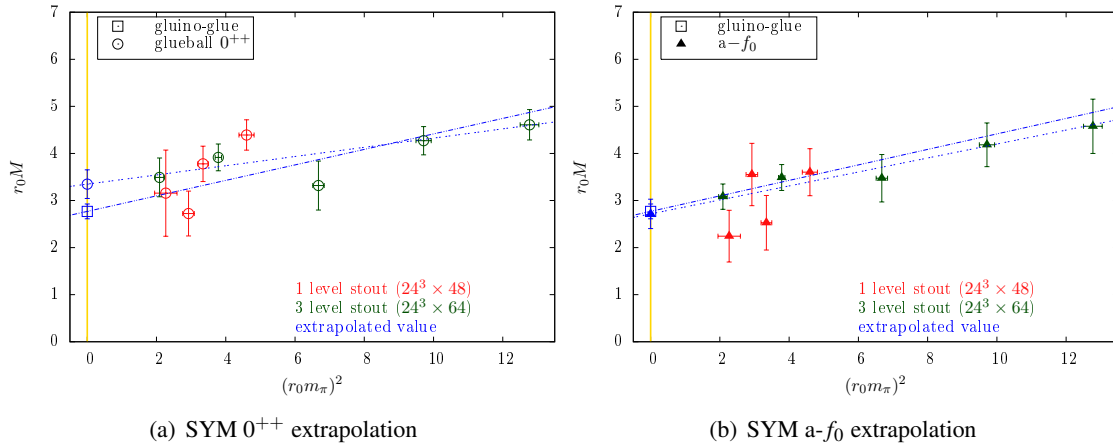 gluino-glue
glueball 0⁺⁺
7
6
5
4
3
2
1
0
r₀M
1 level stout (24³ × 48)
3 level stout (24³ × 64)
extrapolated value
0 2 4 6 8 10 12
(r₀m_π)²
(a) SYM 0⁺⁺ extrapolation
gluino-glue
a−f₀
7
6
5
4
3
2
1
0
r₀M
1 level stout (24³ × 48)
3 level stout (24³ × 64)
extrapolated value
0 2 4 6 8 10 12
(r₀m_π)²
(b) SYM a-f₀ extrapolation